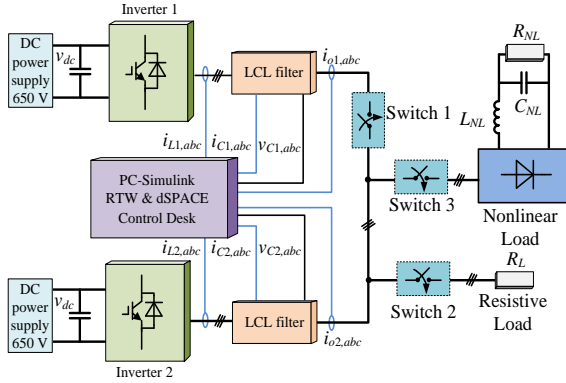 Inverter 1
DC
power
supply
650 V
v_dc
LCL filter
i_o1,abc
R_NL
C_NL
L_NL
Switch 1
i_L1,abc
i_C1,abc
v_C1,abc
PC-Simulink
RTW & dSPACE
Control Desk
Switch 3
Nonlinear
Load
i_L2,abc
i_C2,abc
v_C2,abc
DC
power
supply
650 V
v_dc
LCL filter
i_o2,abc
Switch 2
R_L
Resistive
Load
Inverter 2